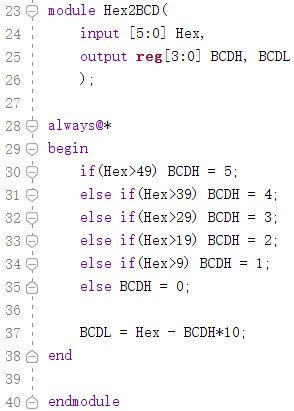 23 module Hex2BCD(
24 input [5:0] Hex,
25 output reg[3:0] BCDH, BCDL
26 );
27
28 always@*
29 begin
30 if(Hex>49) BCDH = 5;
31 else if(Hex>39) BCDH = 4;
32 else if(Hex>29) BCDH = 3;
33 else if(Hex>19) BCDH = 2;
34 else if(Hex>9) BCDH = 1;
35 else BCDH = 0;
36
37 BCDL = Hex - BCDH*10;
38 end
39
40 endmodule